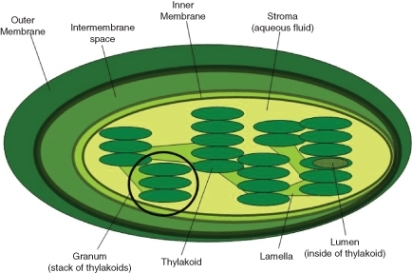 Outer
Membrane
Intermembrane
space
Inner
Membrane
Stroma
(aqueous fluid)
Granum
(stack of thylakoids)
Thylakoid
Lamella
Lumen
(inside of thylakoid)